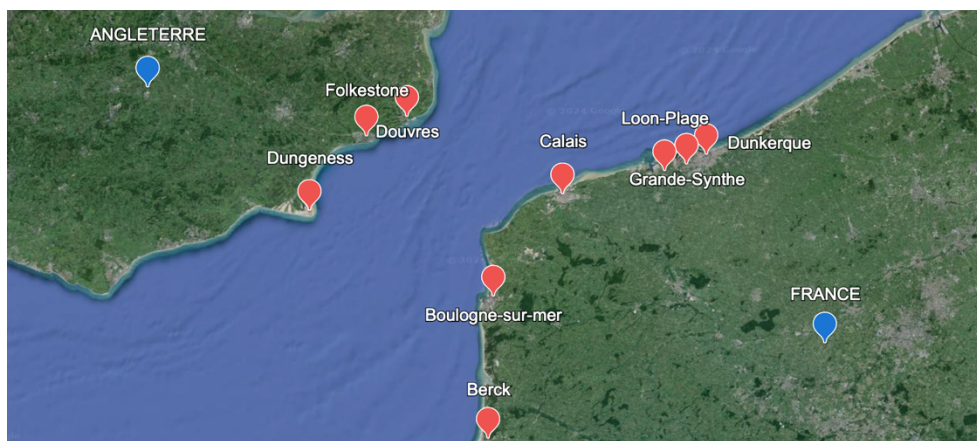 ANGLETERRE
Folkestone
Douvres
Dungeness
Calais
Loon-Plage
Dunkerque
Grande-Synthe
FRANCE
Boulogne-sur-mer
Berck